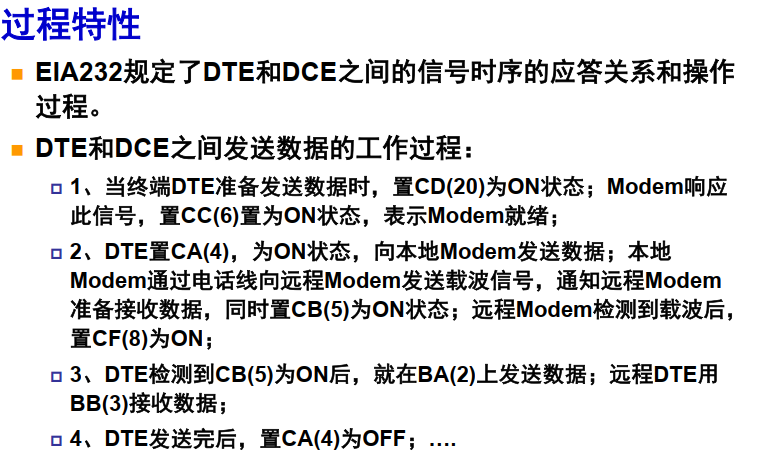 过程特性
EIA232规定了DTE和DCE之间的信号时序的应答关系和操作
过程。
DTE和DCE之间发送数据的工作过程：
1、当终端DTE准备发送数据时，置CD(20)为ON状态；Modem响应
此信号，置CC(6)置为ON状态，表示Modem就绪；
2、DTE置CA(4)，为ON状态，向本地Modem发送数据；本地
Modem通过电话线向远程Modem发送载波信号，通知远程Modem
准备接收数据，同时置CB(5)为ON状态；远程Modem检测到载波后，
置CF(8)为ON；
3、DTE检测到CB(5)为ON后，就在BA(2)上发送数据；远程DTE用
BB(3)接收数据；
4、DTE发送完后，置CA(4)为OFF；….